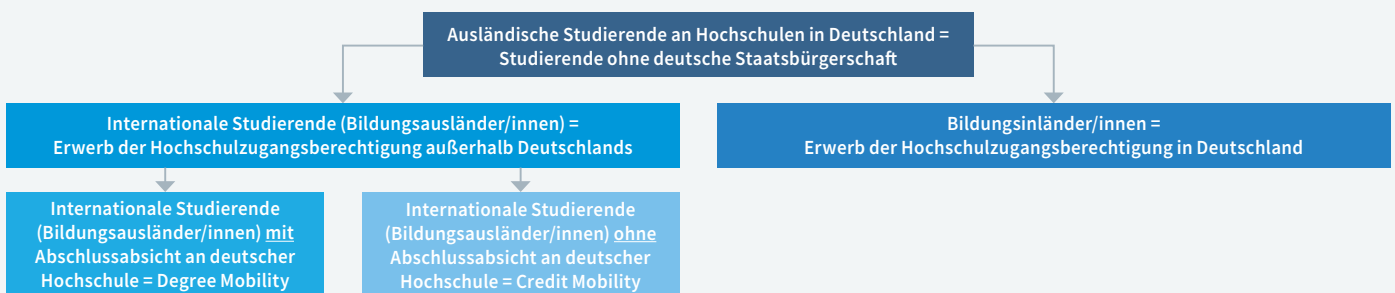 Ausländische Studierende an Hochschulen in Deutschland =
Studierende ohne deutsche Staatsbürgerschaft
Internationale Studierende (Bildungsausländer/innen) =
Erwerb der Hochschulzugangsberechtigung außerhalb Deutschlands
Bildungsinländer/innen =
Erwerb der Hochschulzugangsberechtigung in Deutschland
Internationale Studierende
(Bildungsausländer/innen) mit
Abschlussabsicht an deutscher
Hochschule = Degree Mobility
Internationale Studierende
(Bildungsausländer/innen) ohne
Abschlussabsicht an deutscher
Hochschule = Credit Mobility